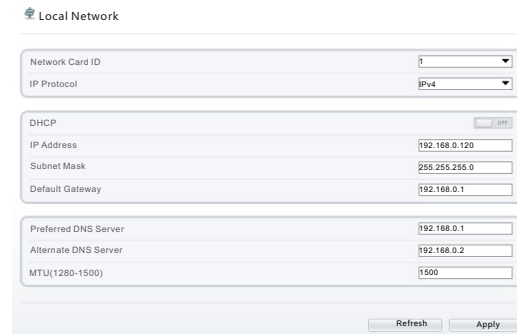 Local Network
Network Card ID 1
IP Protocol IPv4
DHCP OFF
IP Address 192.168.0.120
Subnet Mask 255.255.255.0
Default Gateway 192.168.0.1
Preferred DNS Server 192.168.0.1
Alternate DNS Server 192.168.0.2
MTU(1280-1500) 1500
Refresh Apply